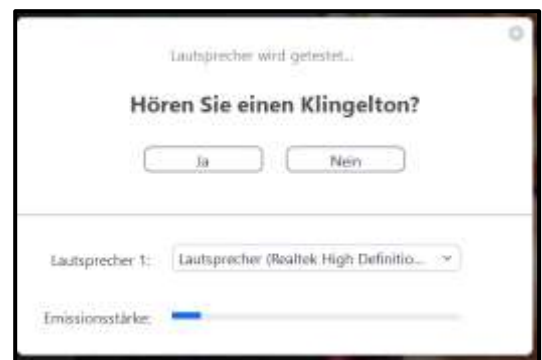 Lautsprecher wird getestet...
Hören Sie einen Klingelton?
Ja
Nein
Lautsprecher 1:
Lautsprecher (Realtek High Definitio...
Emissionsstärke: